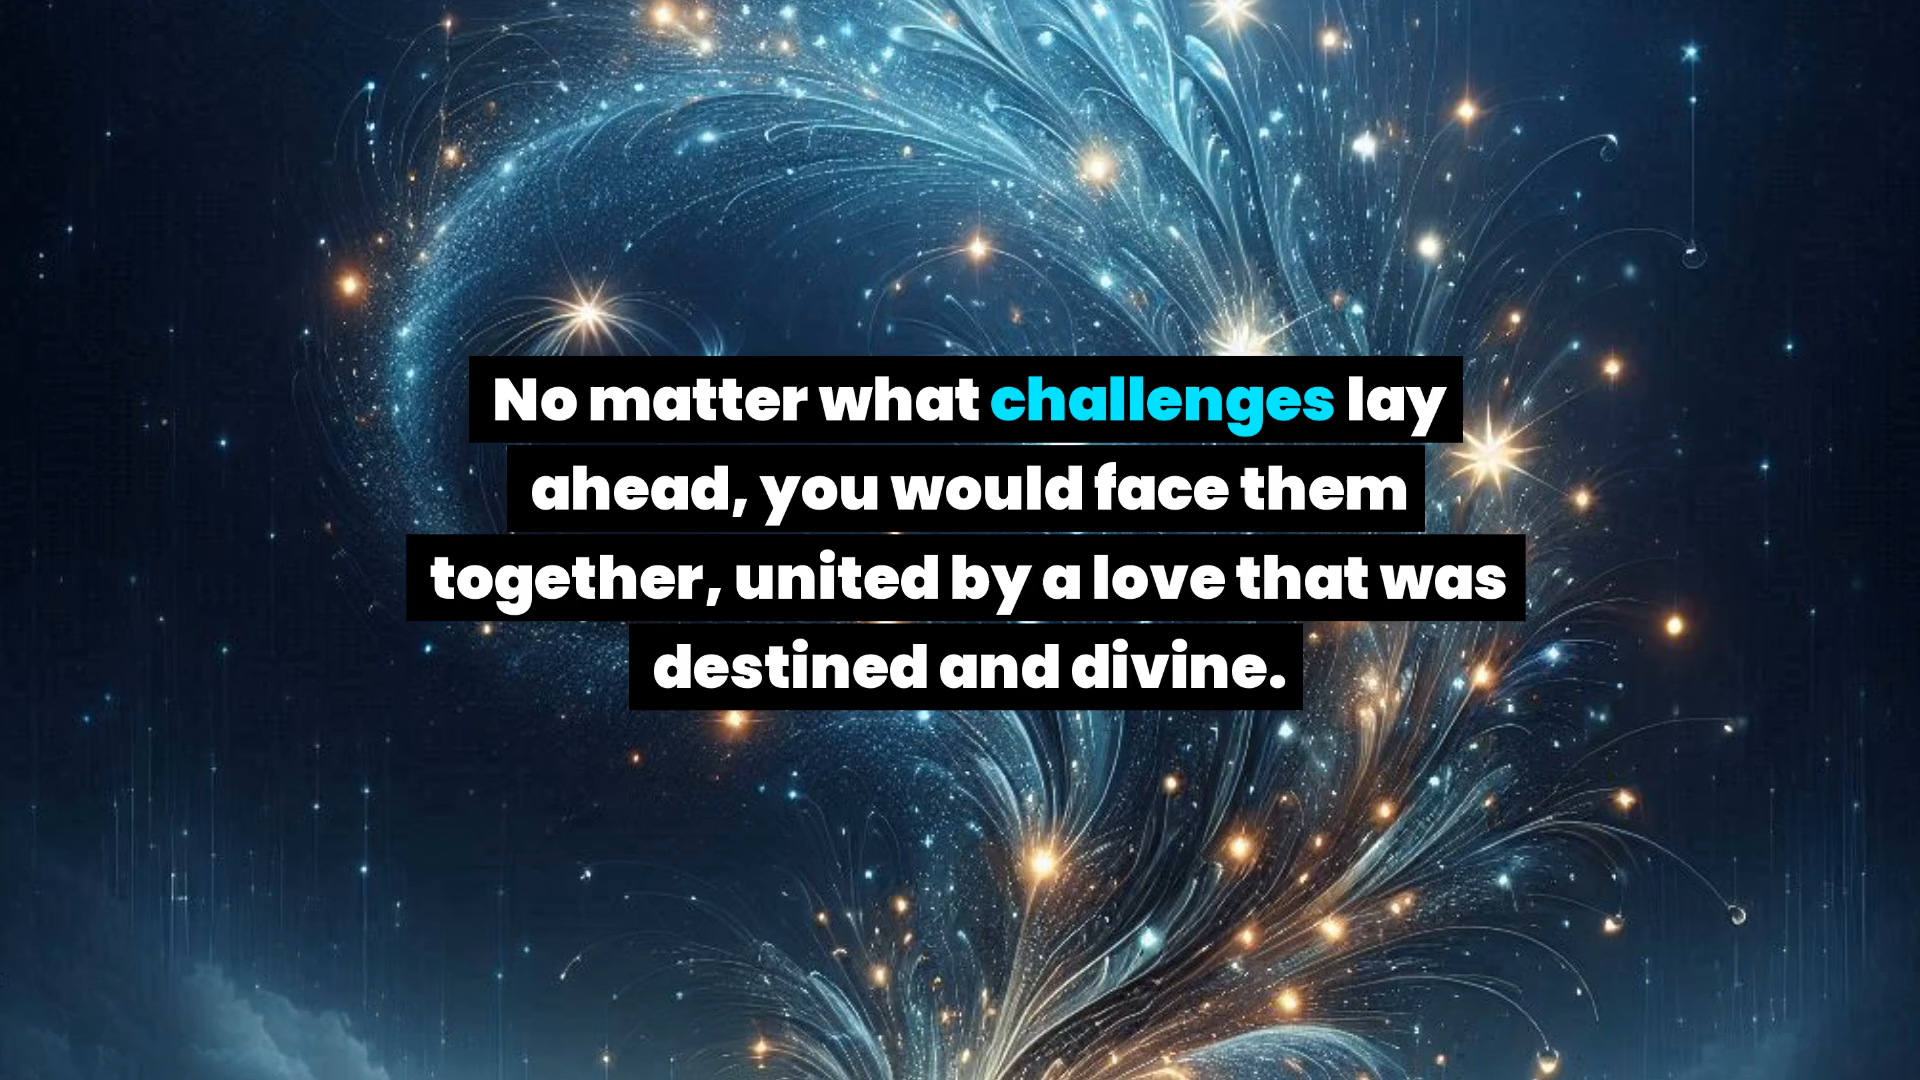 No matter what challenges lay
ahead, you would face them
together, united by a love that was
destined and divine.